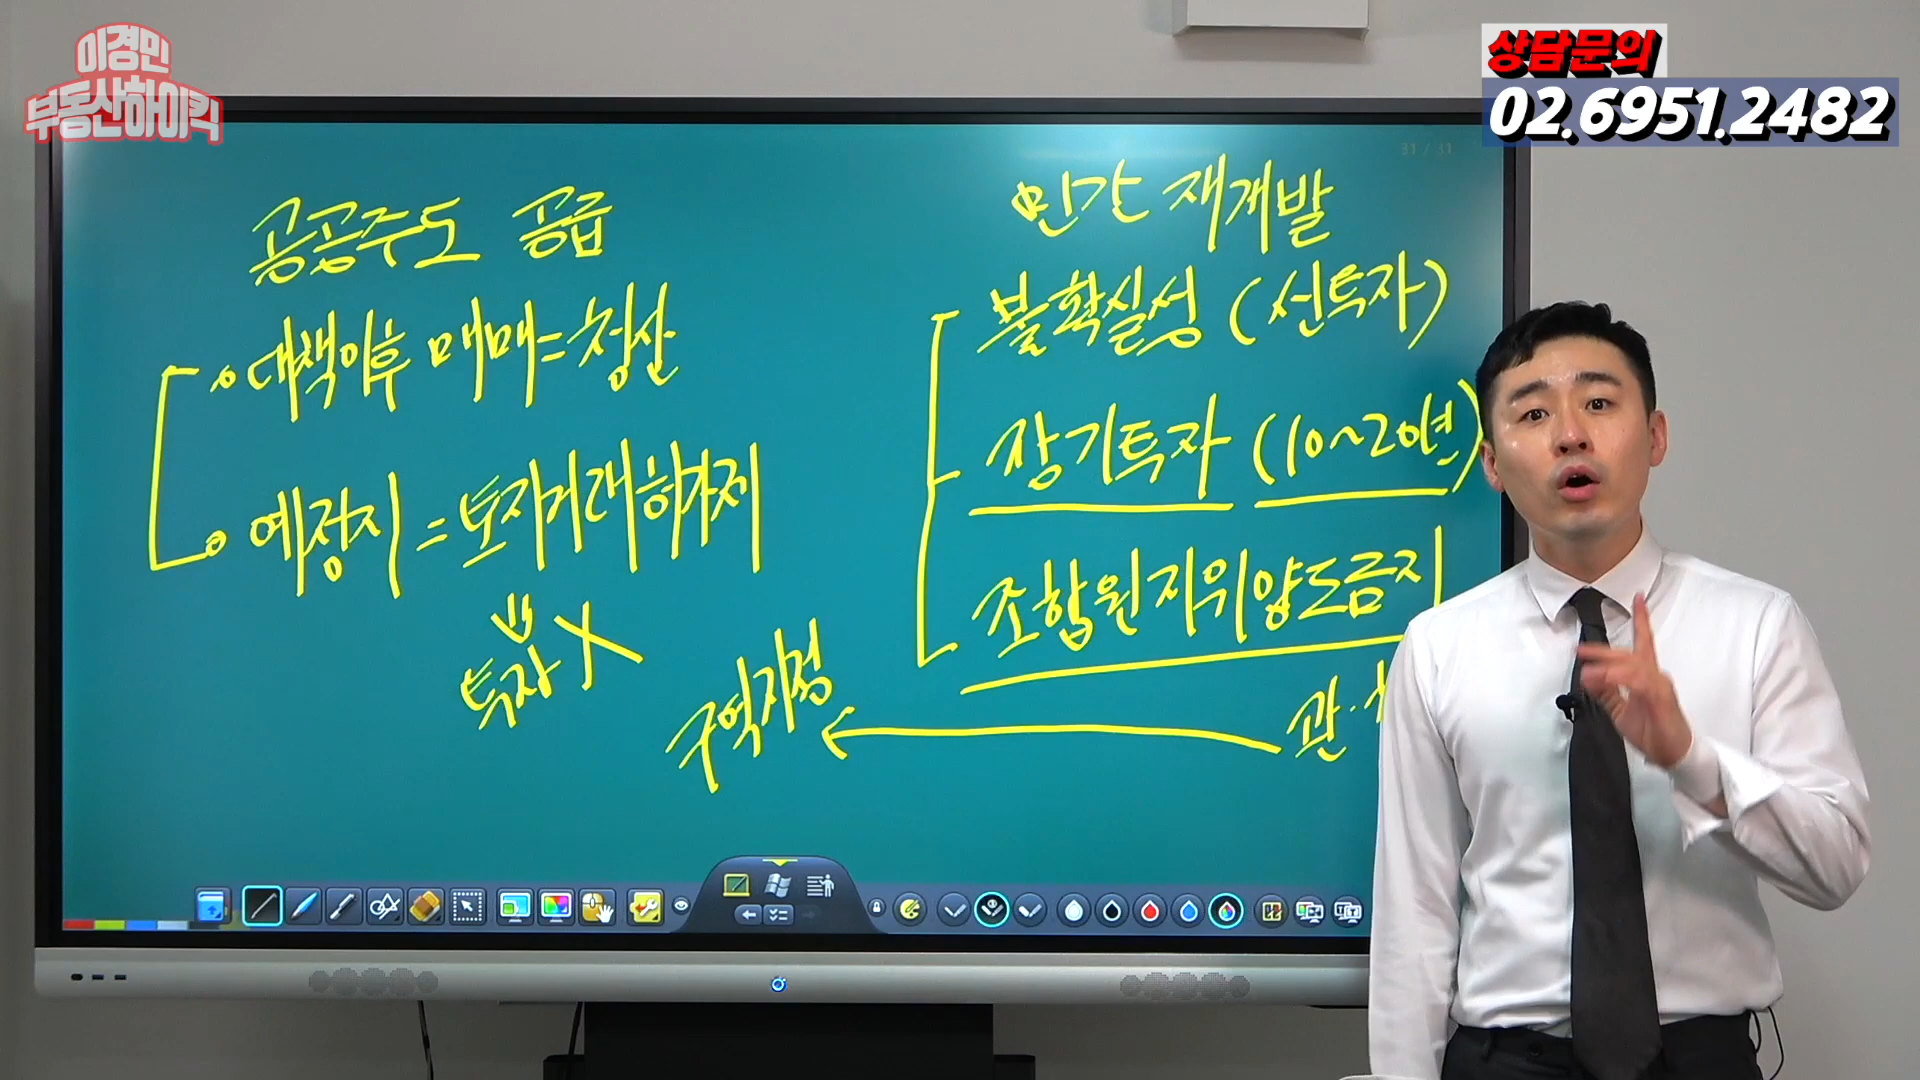 이경민
부동산하이킥
상담문의
02.6951.2482
31 / 31
공공주도 공급
대책이후 매매=청산
예정지=토지거래허가제
투자 X
민간 재개발
불확실성 (선투자)
장기투자 (10~20년)
조합원지위양도금지
관.
구역지정